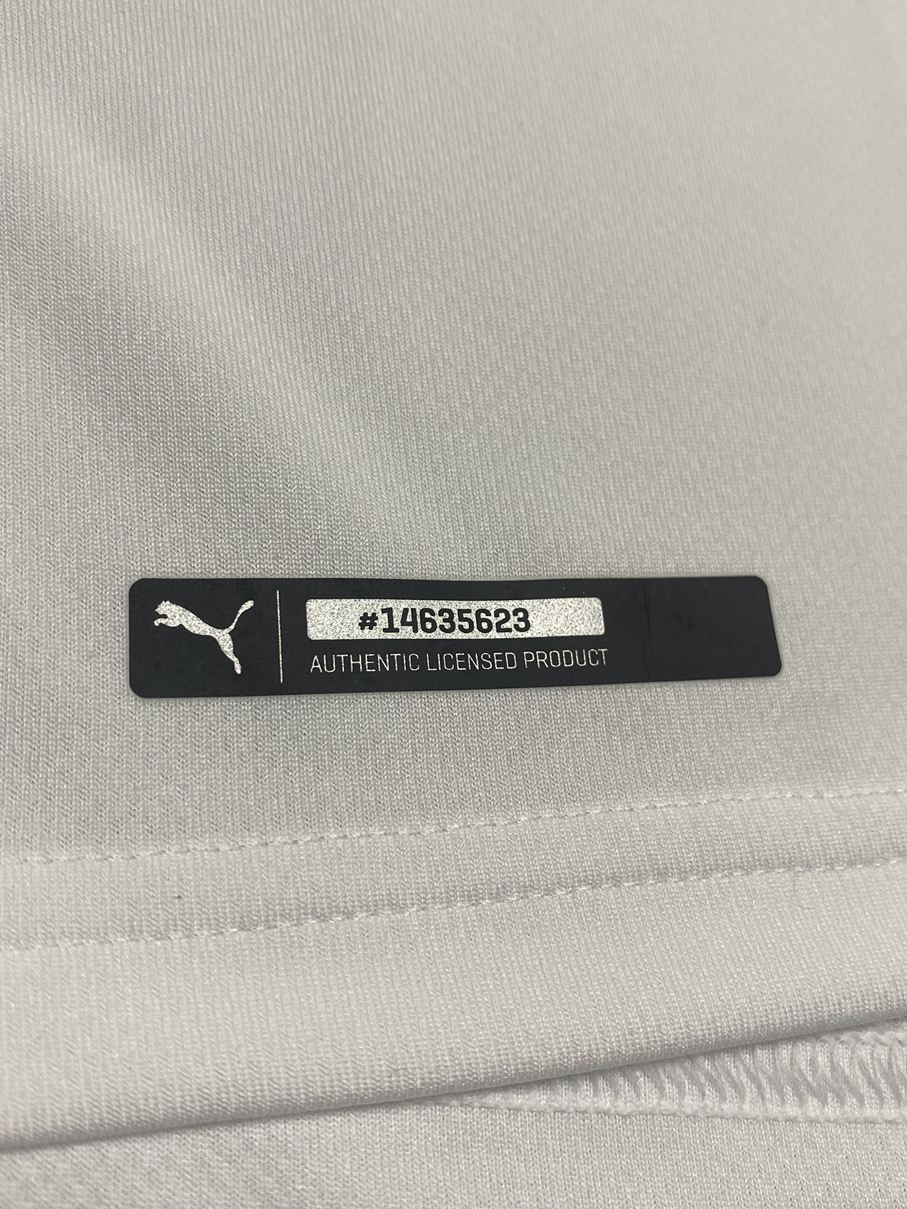 #14635623
AUTHENTIC LICENSED PRODUCT